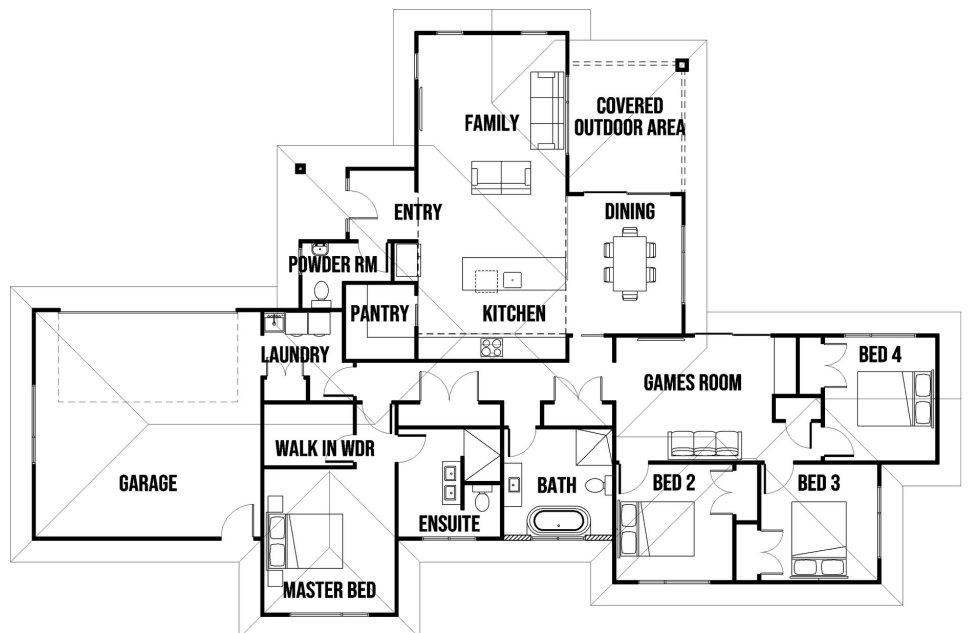 FAMILY
COVERED
OUTDOOR AREA
ENTRY
DINING
POWDER RM
PANTRY
KITCHEN
LAUNDRY
GAMES ROOM
BED 4
WALK IN WDR
GARAGE
BATH
BED 2
BED 3
ENSUITE
MASTER BED